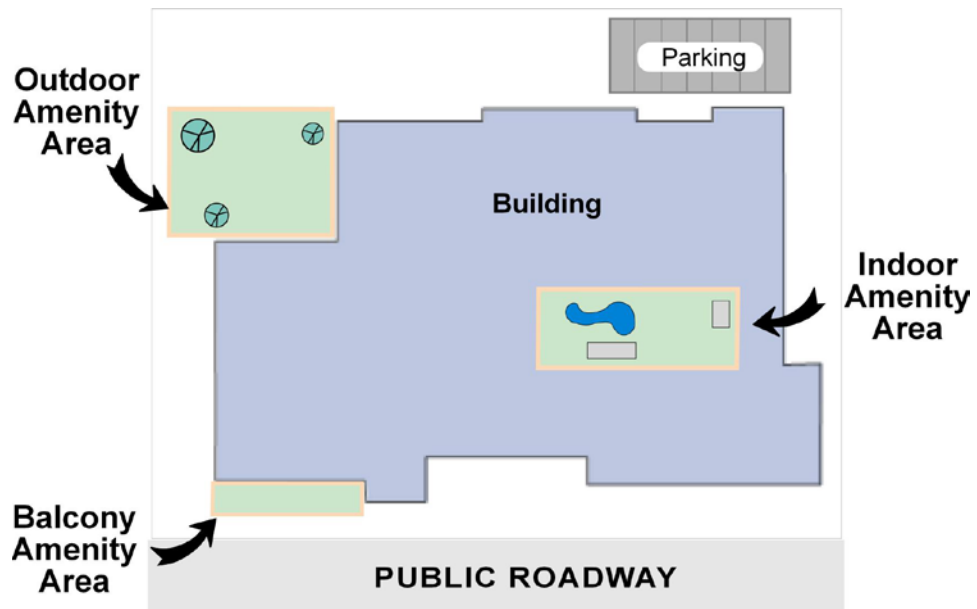 Parking
Outdoor
Amenity
Area
Building
Indoor
Amenity
Area
Balcony
Amenity
Area
PUBLIC ROADWAY